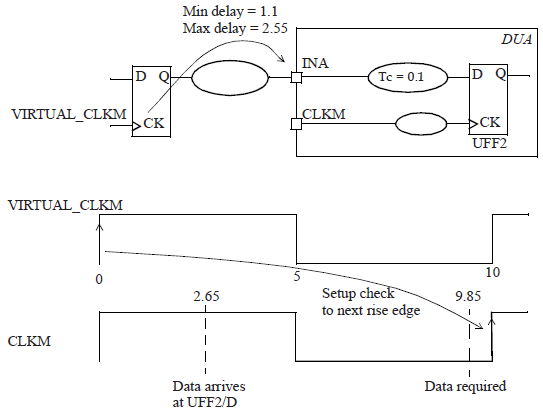 Min delay = 1.1
Max delay = 2.55
DUA
INA
D Q
Tc = 0.1
D Q
VIRTUAL_CLKM
CK
CLKM
CK
UFF2
VIRTUAL_CLKM
0
5
10
2.65
Setup check
to next rise edge
9.85
CLKM
Data arrives
at UFF2/D
Data required